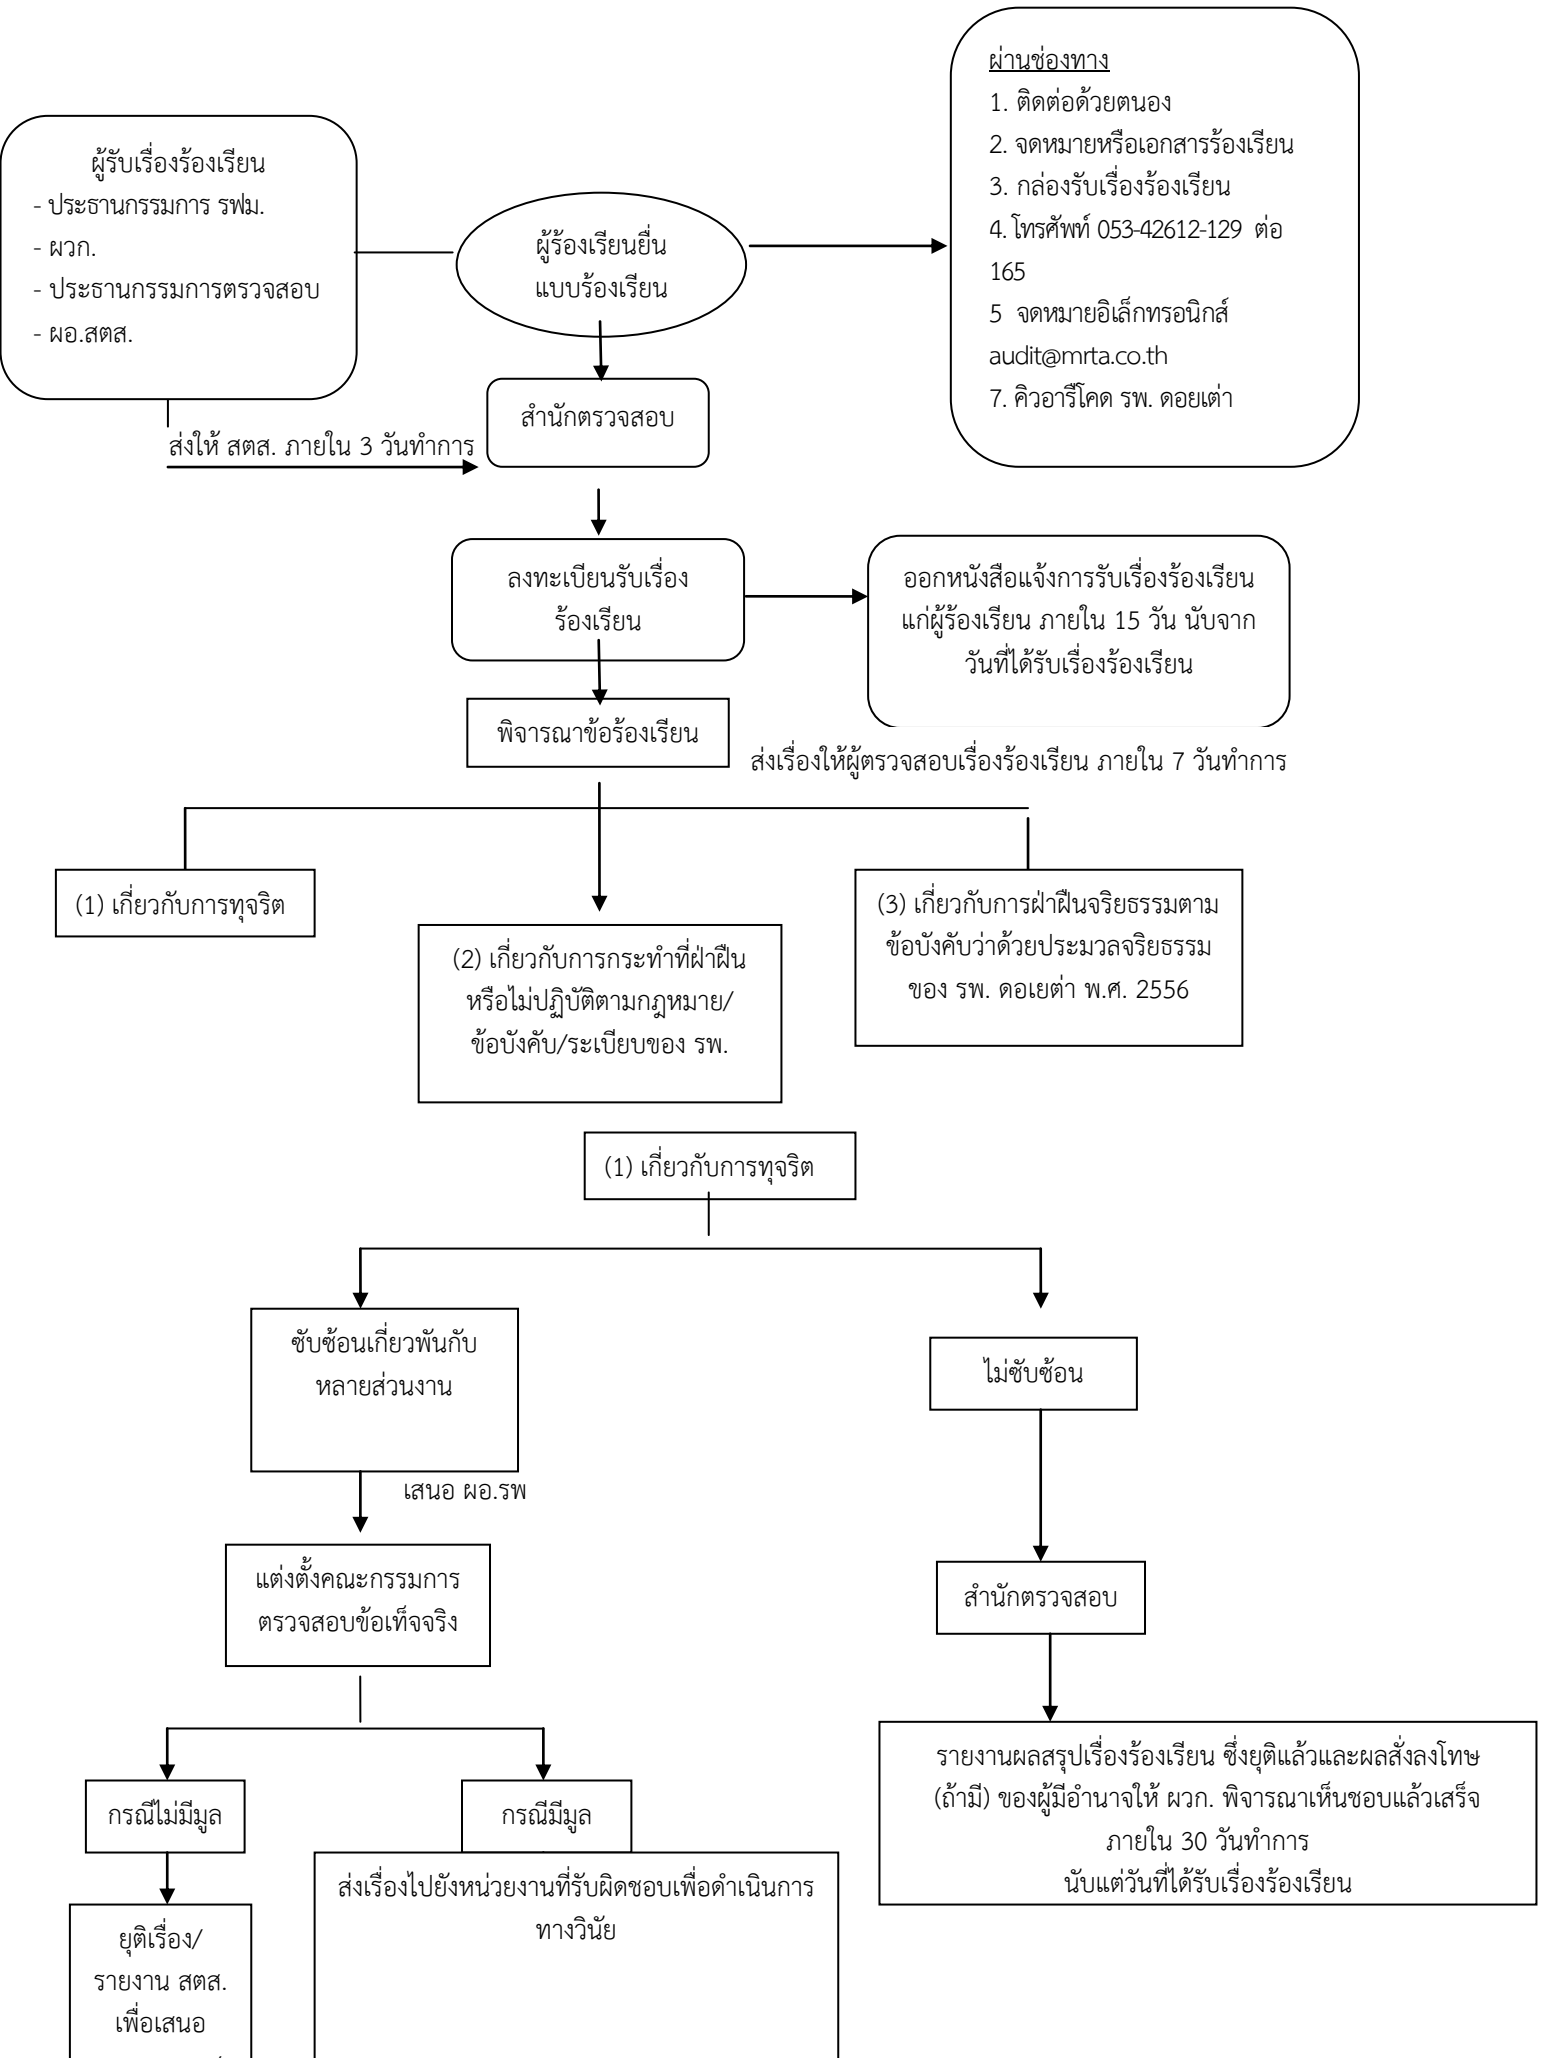 ผ่านช่องทาง
1. ติดต่อด้วยตนอง
2. จดหมายหรือเอกสารร้องเรียน
3. กล่องรับเรื่องร้องเรียน
4. โทรศัพท์ 053-42612-129 ต่อ
165
5 จดหมายอิเล็กทรอนิกส์
audit@mrta.co.th
7. คิวอาร์โคด รพ. ดอยเต่า
ผู้รับเรื่องร้องเรียน
- ประธานกรรมการ รฟม.
- ผวก.
- ประธานกรรมการตรวจสอบ
- ผอ.สตส.
ผู้ร้องเรียนยื่น
แบบร้องเรียน
สำนักตรวจสอบ
ส่งให้ สตส. ภายใน 3 วันทำการ
ลงทะเบียนรับเรื่อง
ร้องเรียน
ออกหนังสือแจ้งการรับเรื่องร้องเรียน
แก่ผู้ร้องเรียน ภายใน 15 วัน นับจาก
วันที่ได้รับเรื่องร้องเรียน
พิจารณาข้อร้องเรียน
ส่งเรื่องให้ผู้ตรวจสอบเรื่องร้องเรียน ภายใน 7 วันทำการ
(1) เกี่ยวกับการทุจริต
(2) เกี่ยวกับการกระทำที่ฝ่าฝืน
หรือไม่ปฏิบัติตามกฎหมาย/
ข้อบังคับ/ระเบียบของ รพ.
(3) เกี่ยวกับการฝ่าฝืนจริยธรรมตาม
ข้อบังคับว่าด้วยประมวลจริยธรรม
ของ รพ. ดอเยต่า พ.ศ. 2556
(1) เกี่ยวกับการทุจริต
ซับซ้อนเกี่ยวพันกับ
หลายส่วนงาน
ไม่ซับซ้อน
เสนอ ผอ.รพ
แต่งตั้งคณะกรรมการ
ตรวจสอบข้อเท็จจริง
สำนักตรวจสอบ
กรณีไม่มีมูล
กรณีมีมูล
รายงานผลสรุปเรื่องร้องเรียน ซึ่งยุติแล้วและผลสั่งลงโทษ
(ถ้ามี) ของผู้มีอำนาจให้ ผวก. พิจารณาเห็นชอบแล้วเสร็จ
ภายใน 30 วันทำการ
นับแต่วันที่ได้รับเรื่องร้องเรียน
ส่งเรื่องไปยังหน่วยงานที่รับผิดชอบเพื่อดำเนินการ
ทางวินัย
ยุติเรื่อง/
รายงาน สตส.
เพื่อเสนอ